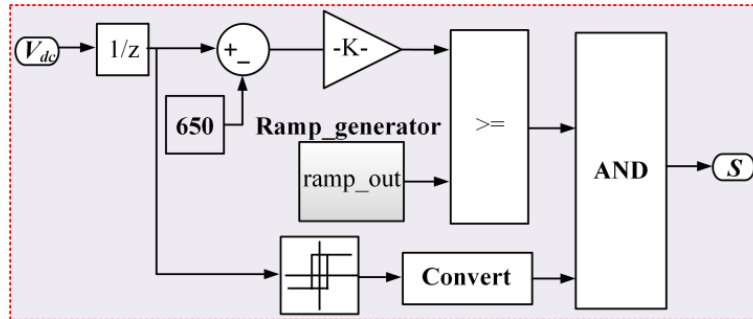 V_dc
1/z
+
-
-K-
650
Ramp_generator
ramp_out
>=
AND
S
Convert